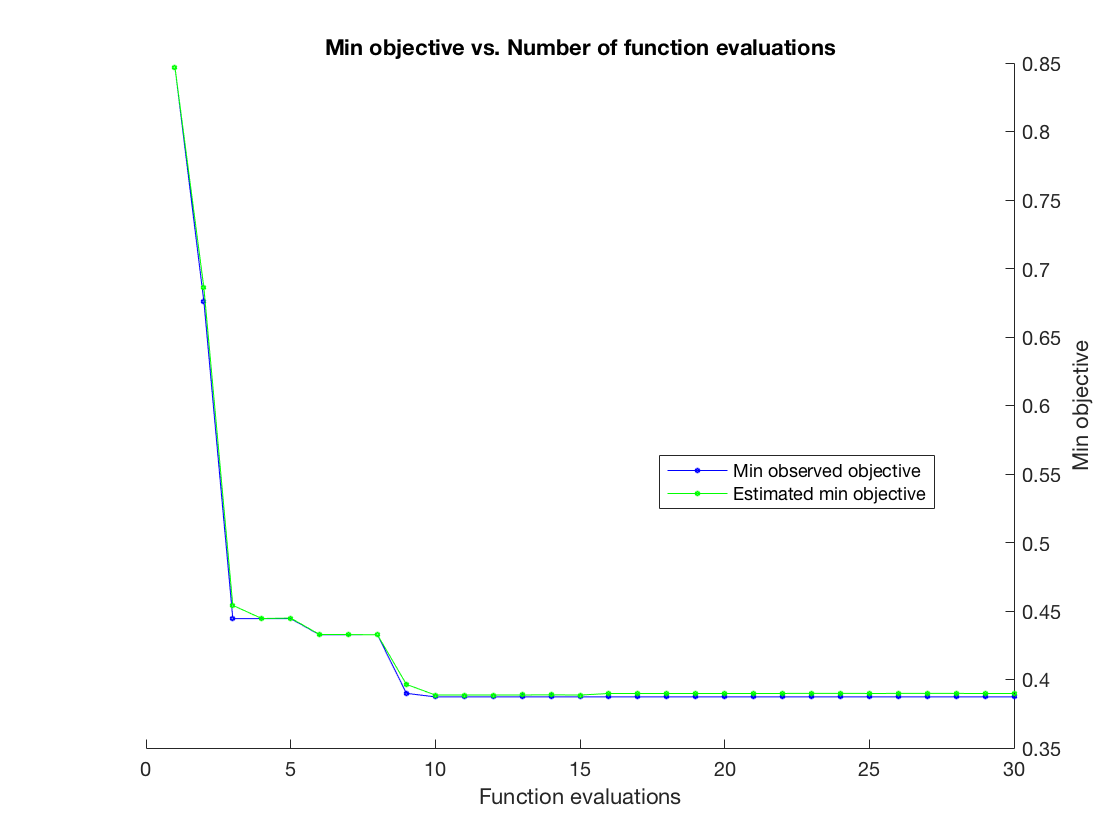 Min objective vs. Number of function evaluations
0.85
0.8
0.75
0.7
0.65
0.6
0.55
0.5
0.45
0.4
0.35
Min objective
Min observed objective
Estimated min objective
0 5 10 15 20 25 30
Function evaluations